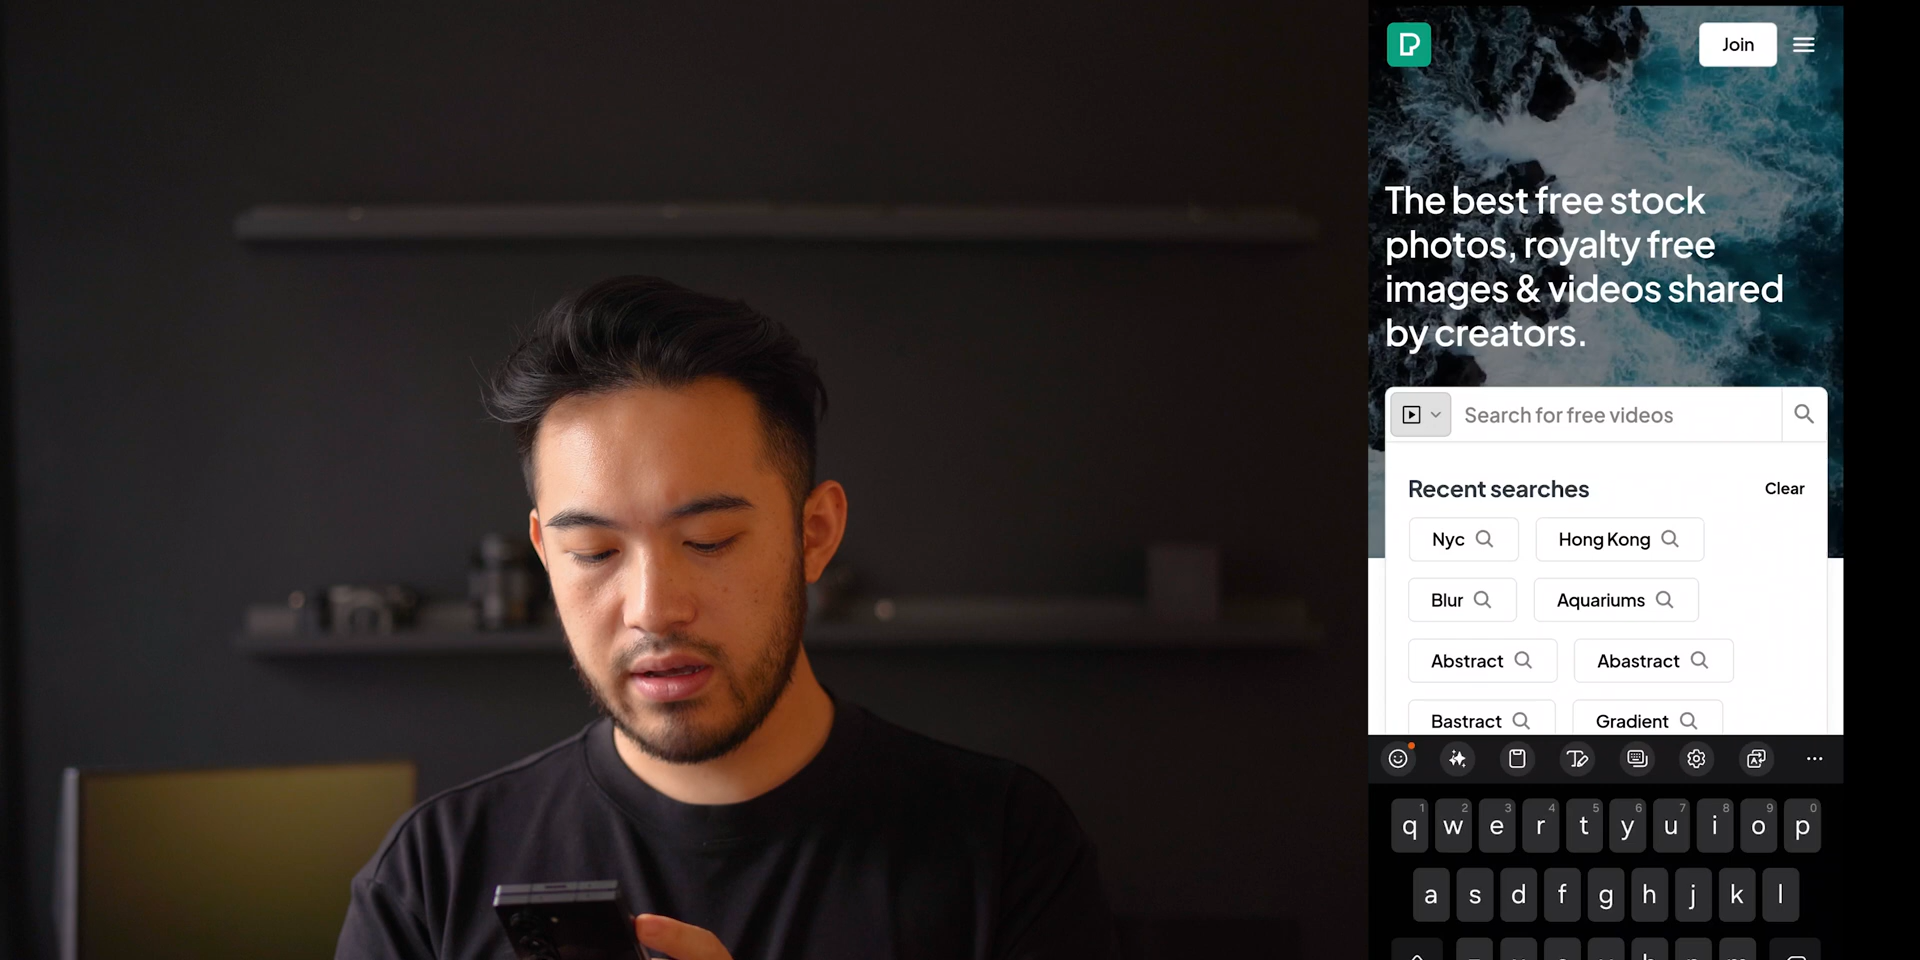 Join
The best free stock
photos, royalty free
images & videos shared
by creators.
Search for free videos
Recent searches Clear
Nyc Hong Kong
Blur Aquariums
Abstract Abastract
Bastract Gradient
1 2 3 4 5 6 7 8 9 0
q w e r t y u i o p
a s d f g h j k l